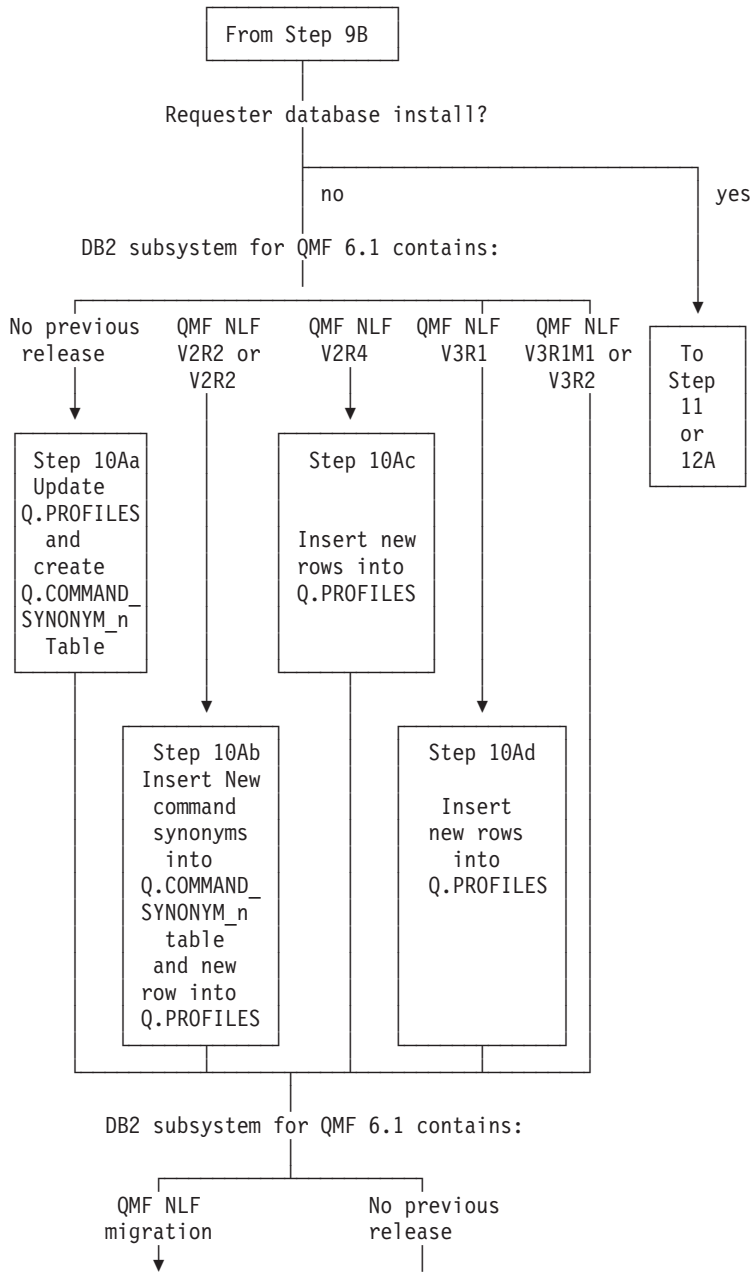 From Step 9B
Requester database install?
no
yes
DB2 subsystem for QMF 6.1 contains:
No previous
release
QMF NLF
V2R2 or
V2R2
QMF NLF
V2R4
QMF NLF
V3R1
QMF NLF
V3R1M1 or
V3R2
To
Step
11
or
12A
Step 10Aa
Update
Q.PROFILES
and
create
Q.COMMAND_
SYNONYM_n
Table
Step 10Ac
Insert new
rows into
Q.PROFILES
Step 10Ab
Insert New
command
synonyms
into
Q.COMMAND_
SYNONYM_n
table
and new
row into
Q.PROFILES
Step 10Ad
Insert
new rows
into
Q.PROFILES
DB2 subsystem for QMF 6.1 contains:
QMF NLF
migration
No previous
release